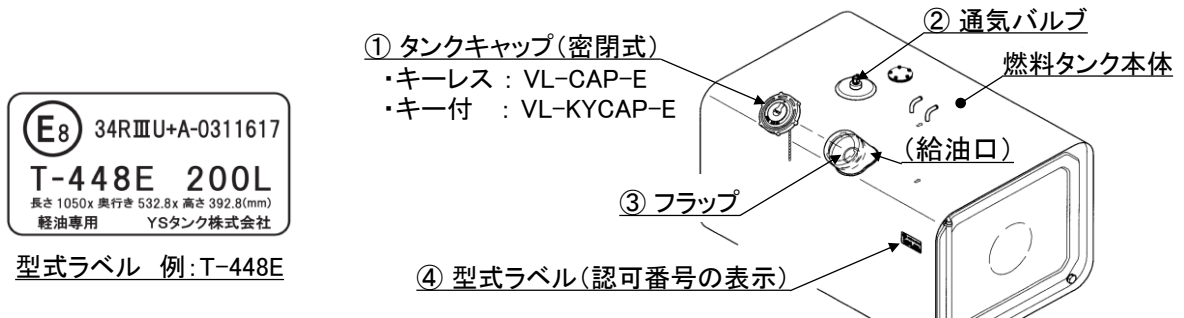 ① タンクキャップ(密閉式)
・キーレス : VL-CAP-E
・キー付 : VL-KYCAP-E
② 通気バルブ
燃料タンク本体
(給油口)
③ フラップ
④ 型式ラベル(認可番号の表示)
E8 34RⅢU+A-0311617
T-448E 200L
長さ 1050x 奥行き 532.8x 高さ 392.8(mm)
軽油専用 YSタンク株式会社
型式ラベル 例:T-448E